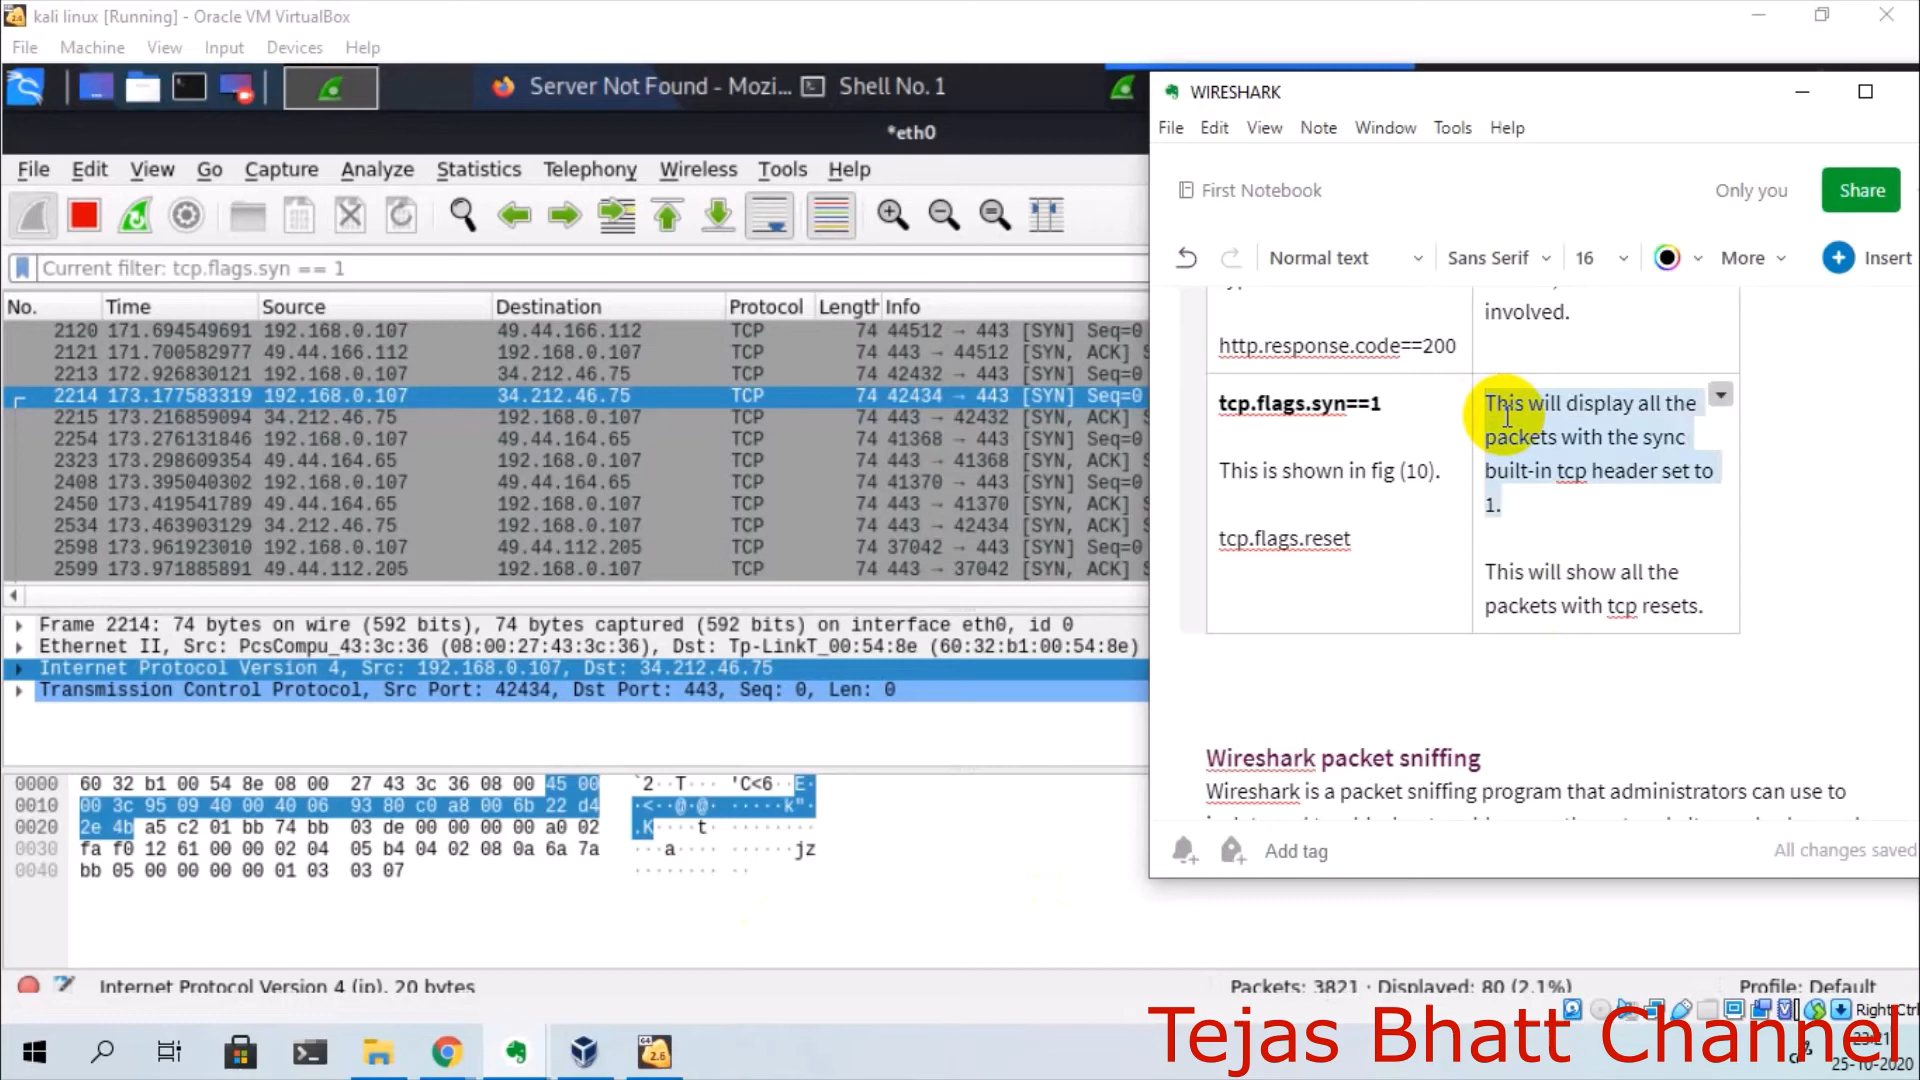 kali linux [Running] - Oracle VM VirtualBox
File Machine View Input Devices Help
Server Not Found - Mozi... Shell No. 1
*eth0
File Edit View Go Capture Analyze Statistics Telephony Wireless Tools Help
Current filter: tcp.flags.syn == 1
No. Time Source Destination Protocol Length Info
2120 171.694549691 192.168.0.107 49.44.166.112 TCP 74 44512 → 443 [SYN] Seq=0
2121 171.700582977 49.44.166.112 192.168.0.107 TCP 74 443 → 44512 [SYN, ACK] S
2213 172.926830121 192.168.0.107 34.212.46.75 TCP 74 42432 → 443 [SYN] Seq=0
2214 173.177583319 192.168.0.107 34.212.46.75 TCP 74 42434 → 443 [SYN] Seq=0
2215 173.216859094 34.212.46.75 192.168.0.107 TCP 74 443 → 42432 [SYN, ACK] S
2254 173.276131846 192.168.0.107 49.44.164.65 TCP 74 41368 → 443 [SYN] Seq=0
2323 173.298609354 49.44.164.65 192.168.0.107 TCP 74 443 → 41368 [SYN, ACK] S
2408 173.395040302 192.168.0.107 49.44.164.65 TCP 74 41370 → 443 [SYN] Seq=0
2450 173.419541789 49.44.164.65 192.168.0.107 TCP 74 443 → 41370 [SYN, ACK] S
2534 173.463903129 34.212.46.75 192.168.0.107 TCP 74 443 → 42434 [SYN, ACK] S
2598 173.961923010 192.168.0.107 49.44.112.205 TCP 74 37042 → 443 [SYN] Seq=0
2599 173.971885891 49.44.112.205 192.168.0.107 TCP 74 443 → 37042 [SYN, ACK] S
Frame 2214: 74 bytes on wire (592 bits), 74 bytes captured (592 bits) on interface eth0, id 0
Ethernet II, Src: PcsCompu_43:3c:36 (08:00:27:43:3c:36), Dst: Tp-LinkT_00:54:8e (60:32:b1:00:54:8e)
Internet Protocol Version 4, Src: 192.168.0.107, Dst: 34.212.46.75
Transmission Control Protocol, Src Port: 42434, Dst Port: 443, Seq: 0, Len: 0
0000 60 32 b1 00 54 8e 08 00 27 43 3c 36 08 00 45 00 `2··T··· 'C<6··E·
0010 00 3c 95 09 40 00 40 06 93 80 c0 a8 00 6b 22 d4 ·<··@·@· ·····k"·
0020 2e 4b a5 c2 01 bb 74 bb 03 de 00 00 00 00 a0 02 .K····t· ········
0030 fa f0 12 61 00 00 02 04 05 b4 04 02 08 0a 6a 7a ···a···· ······jz
0040 bb 05 00 00 00 00 01 03 03 07 ········ ··
Internet Protocol Version 4 (ip), 20 bytes
Packets: 3821 · Displayed: 80 (2.1%)
Profile: Default
WIRESHARK
File Edit View Note Window Tools Help
First Notebook Only you Share
Normal text Sans Serif 16 More Insert
involved.
http.response.code==200
tcp.flags.syn==1
This is shown in fig (10).
tcp.flags.reset
This will display all the
packets with the sync
built-in tcp header set to
1.
This will show all the
packets with tcp resets.
Wireshark packet sniffing
Wireshark is a packet sniffing program that administrators can use to
Add tag All changes saved
Right Ctrl
Tejas Bhatt Channel
64
2.6
23:21
25-10-2020